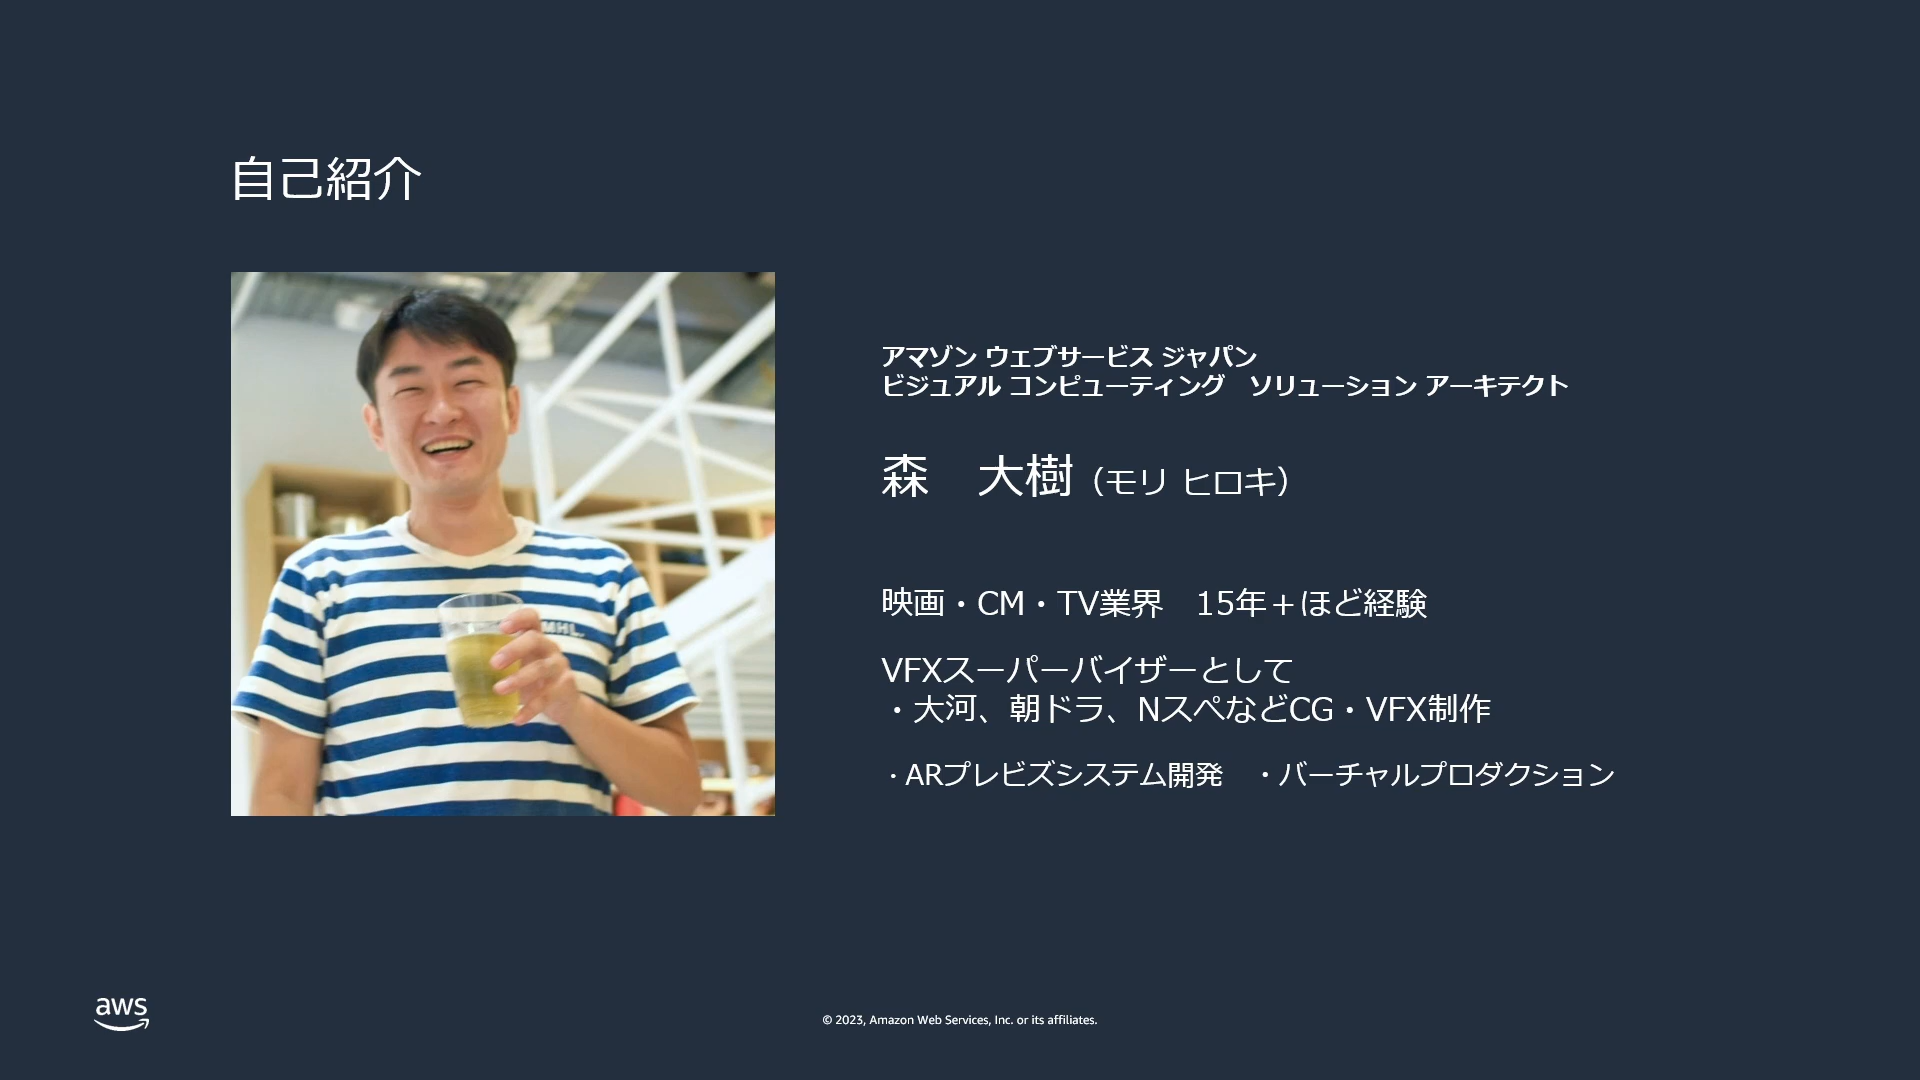 自己紹介
アマゾン ウェブサービス ジャパン
ビジュアル コンピューティング　ソリューション アーキテクト
森　大樹（モリ ヒロキ）
映画・CM・TV業界　15年＋ほど経験
VFXスーパーバイザーとして
・大河、朝ドラ、NスペなどCG・VFX制作
・ARプレビズシステム開発　・バーチャルプロダクション
MHL.
aws
© 2023, Amazon Web Services, Inc. or its affiliates.